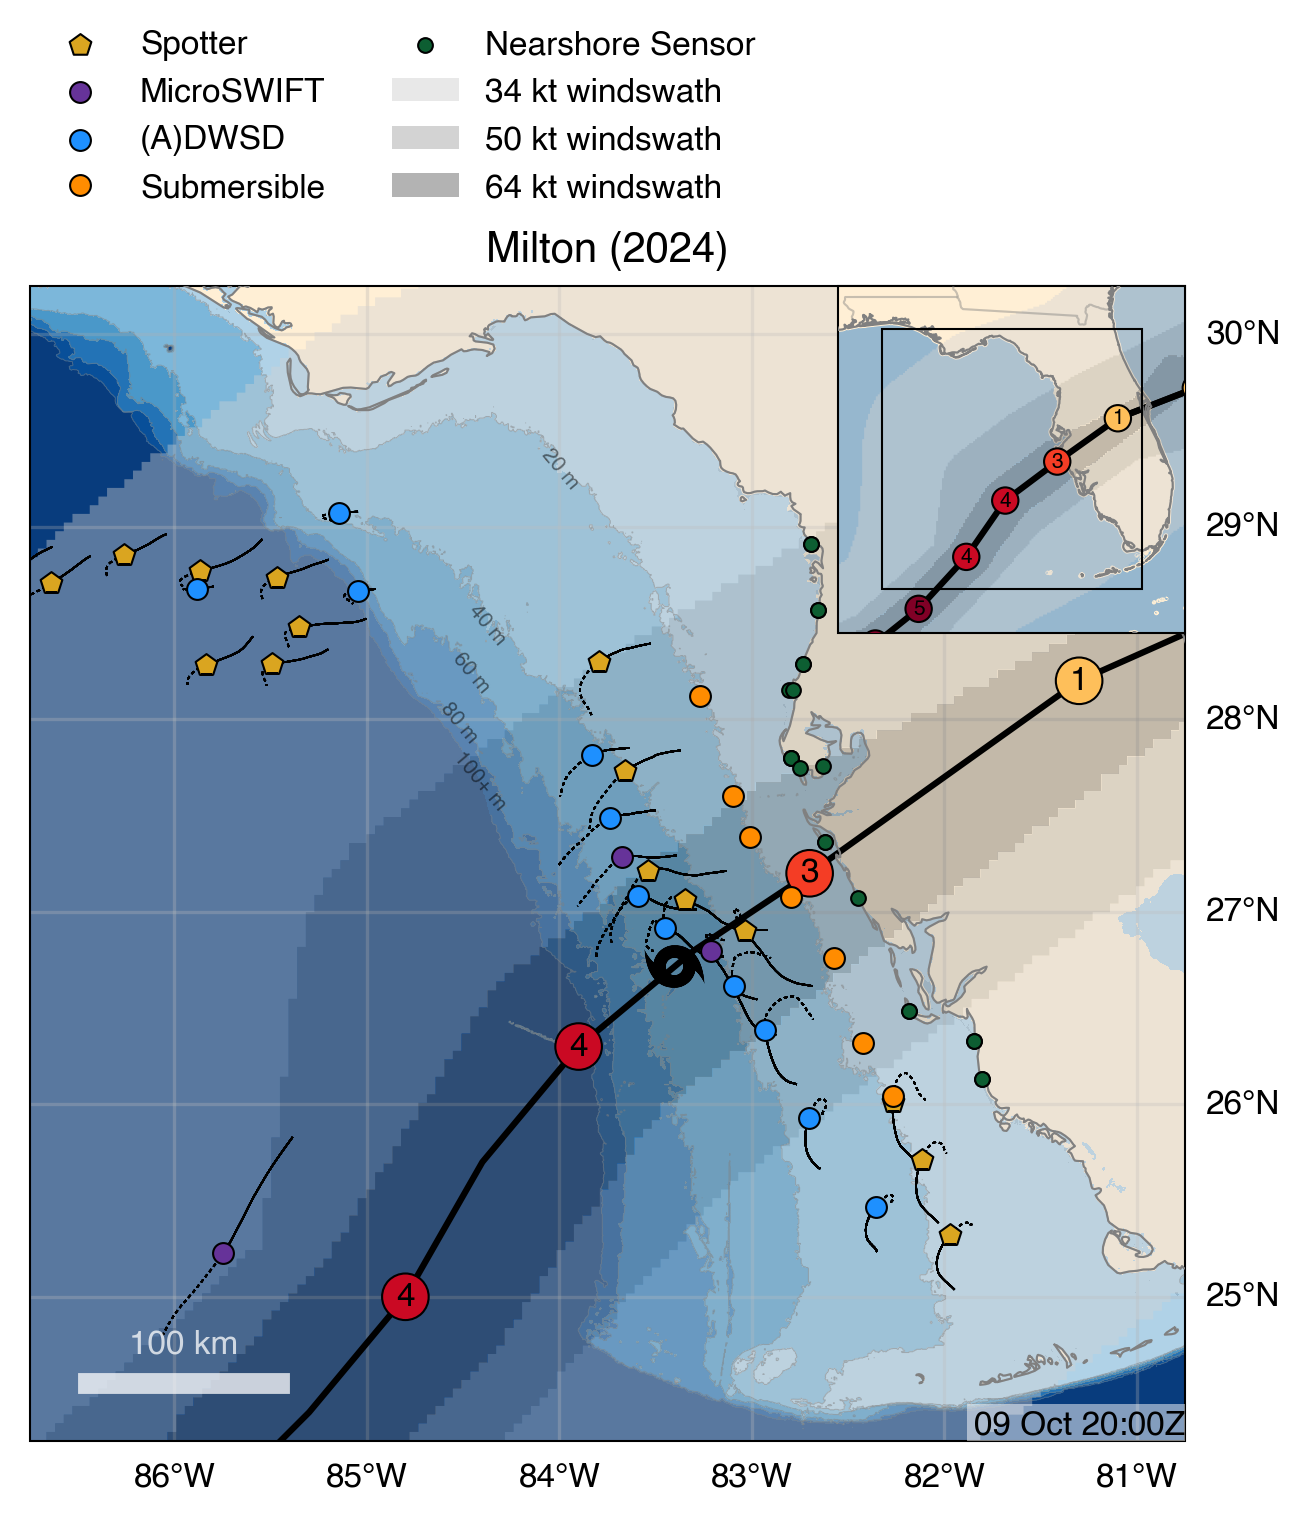 Spotter
MicroSWIFT
(A)DWSD
Submersible
Nearshore Sensor
34 kt windswath
50 kt windswath
64 kt windswath
Milton (2024)
1
3
4
4
5
30°N
29°N
28°N
27°N
26°N
25°N
20 m
40 m
60 m
80 m
100+ m
1
3
4
4
100 km
09 Oct 20:00Z
86°W
85°W
84°W
83°W
82°W
81°W